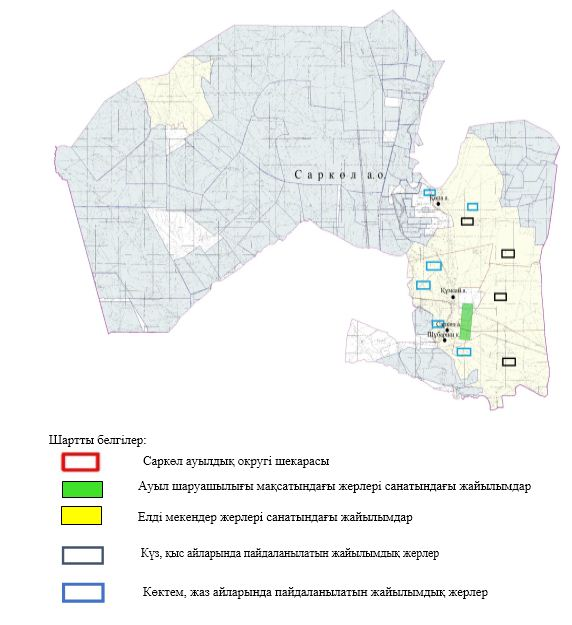 Саркөл а.о.
Шартты белгілер:
Саркөл ауылдық округі шекарасы
Ауыл шаруашылығы мақсатындағы жерлері санатындағы жайылымдар
Елді мекендер жерлері санатындағы жайылымдар
Күз, қыс айларында пайдаланылатын жайылымдық жерлер
Көктем, жаз айларында пайдаланылатын жайылымдық жерлер